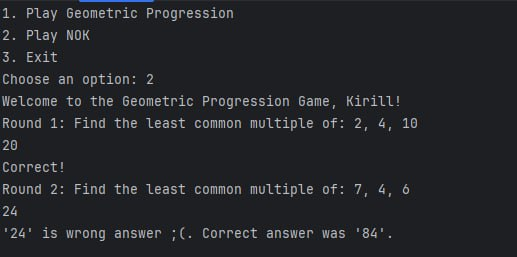 1. Play Geometric Progression
2. Play NOK
3. Exit
Choose an option: 2
Welcome to the Geometric Progression Game, Kirill!
Round 1: Find the least common multiple of: 2, 4, 10
20
Correct!
Round 2: Find the least common multiple of: 7, 4, 6
24
'24' is wrong answer ;(. Correct answer was '84'.